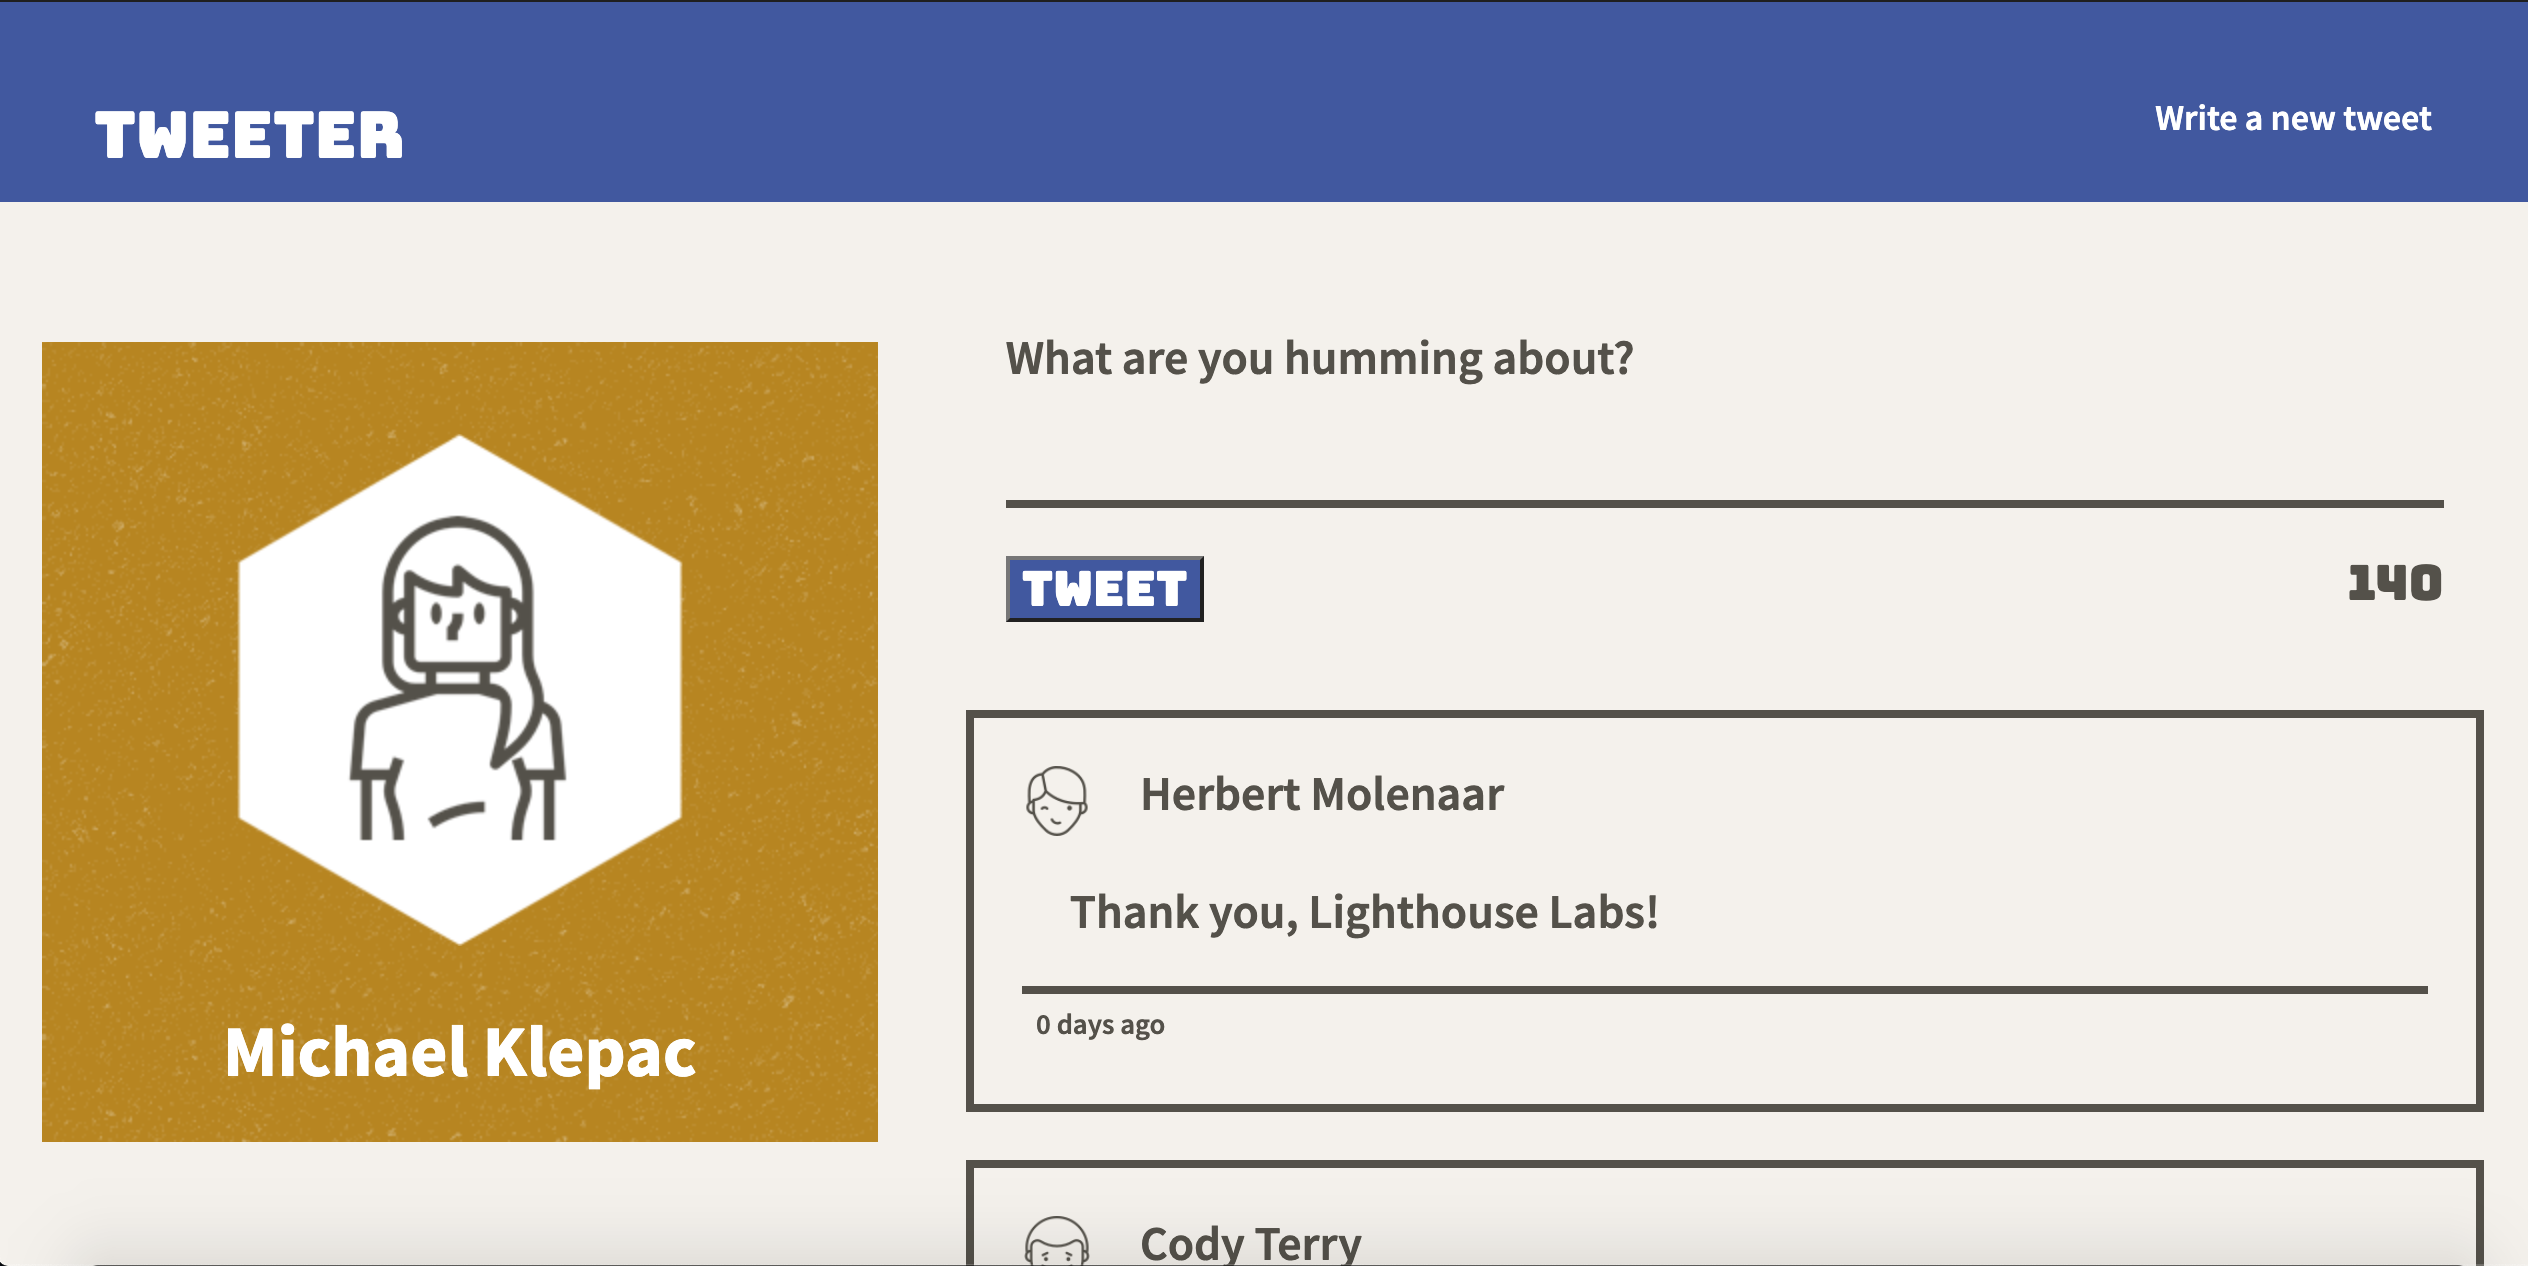 TWEETER
Write a new tweet
Michael Klepac
What are you humming about?
TWEET
140
Herbert Molenaar
Thank you, Lighthouse Labs!
0 days ago
Cody Terry